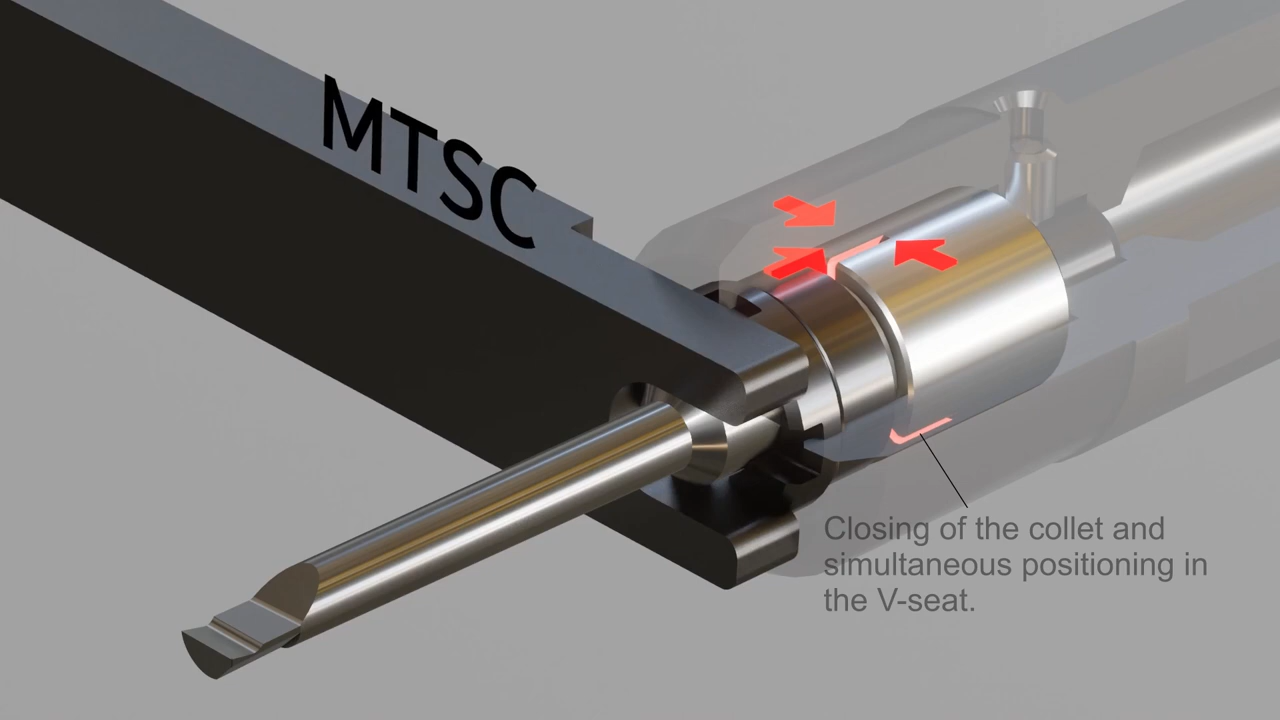 MTSC
Closing of the collet and
simultaneous positioning in
the V-seat.